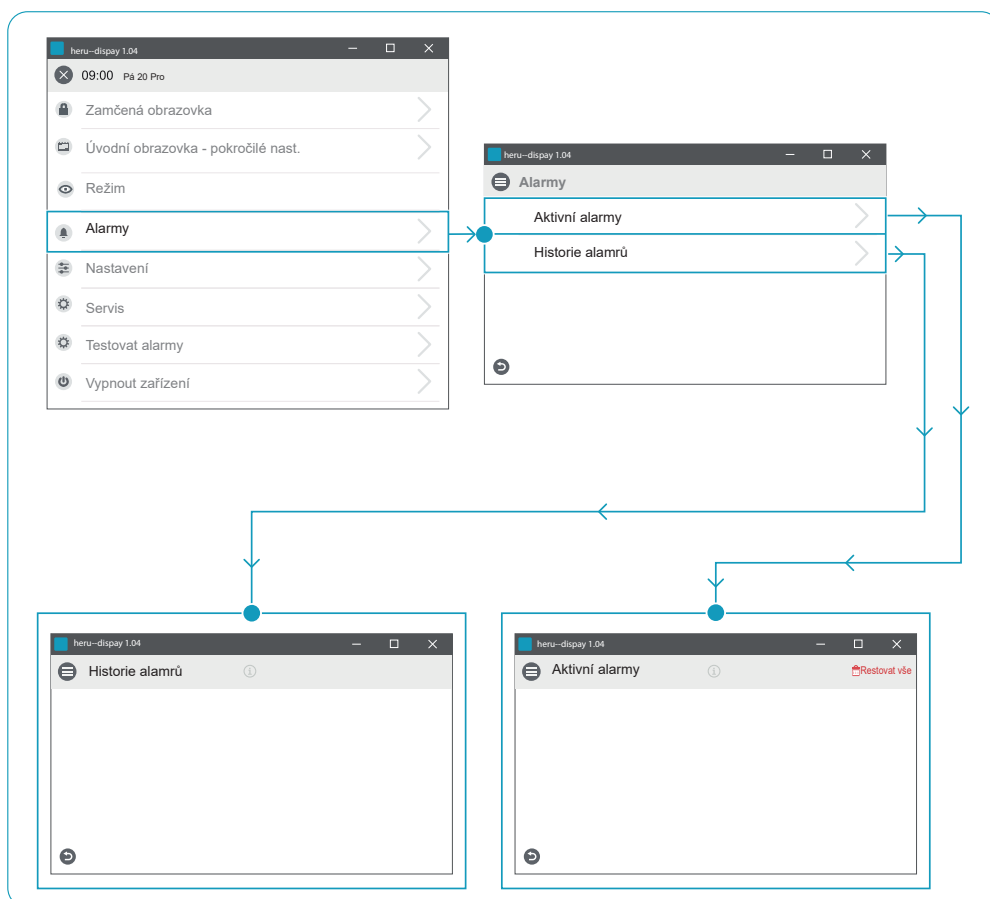 heru--dispay 1.04
09:00 Pá 20 Pro
Zamčená obrazovka
Úvodní obrazovka - pokročilé nast.
Režim
Alarmy
Nastavení
Servis
Testovat alarmy
Vypnout zařízení
heru--dispay 1.04
Alarmy
Aktivní alarmy
Historie alamrů
heru--dispay 1.04
Historie alamrů
heru--dispay 1.04
Aktivní alarmy
Restovat vše